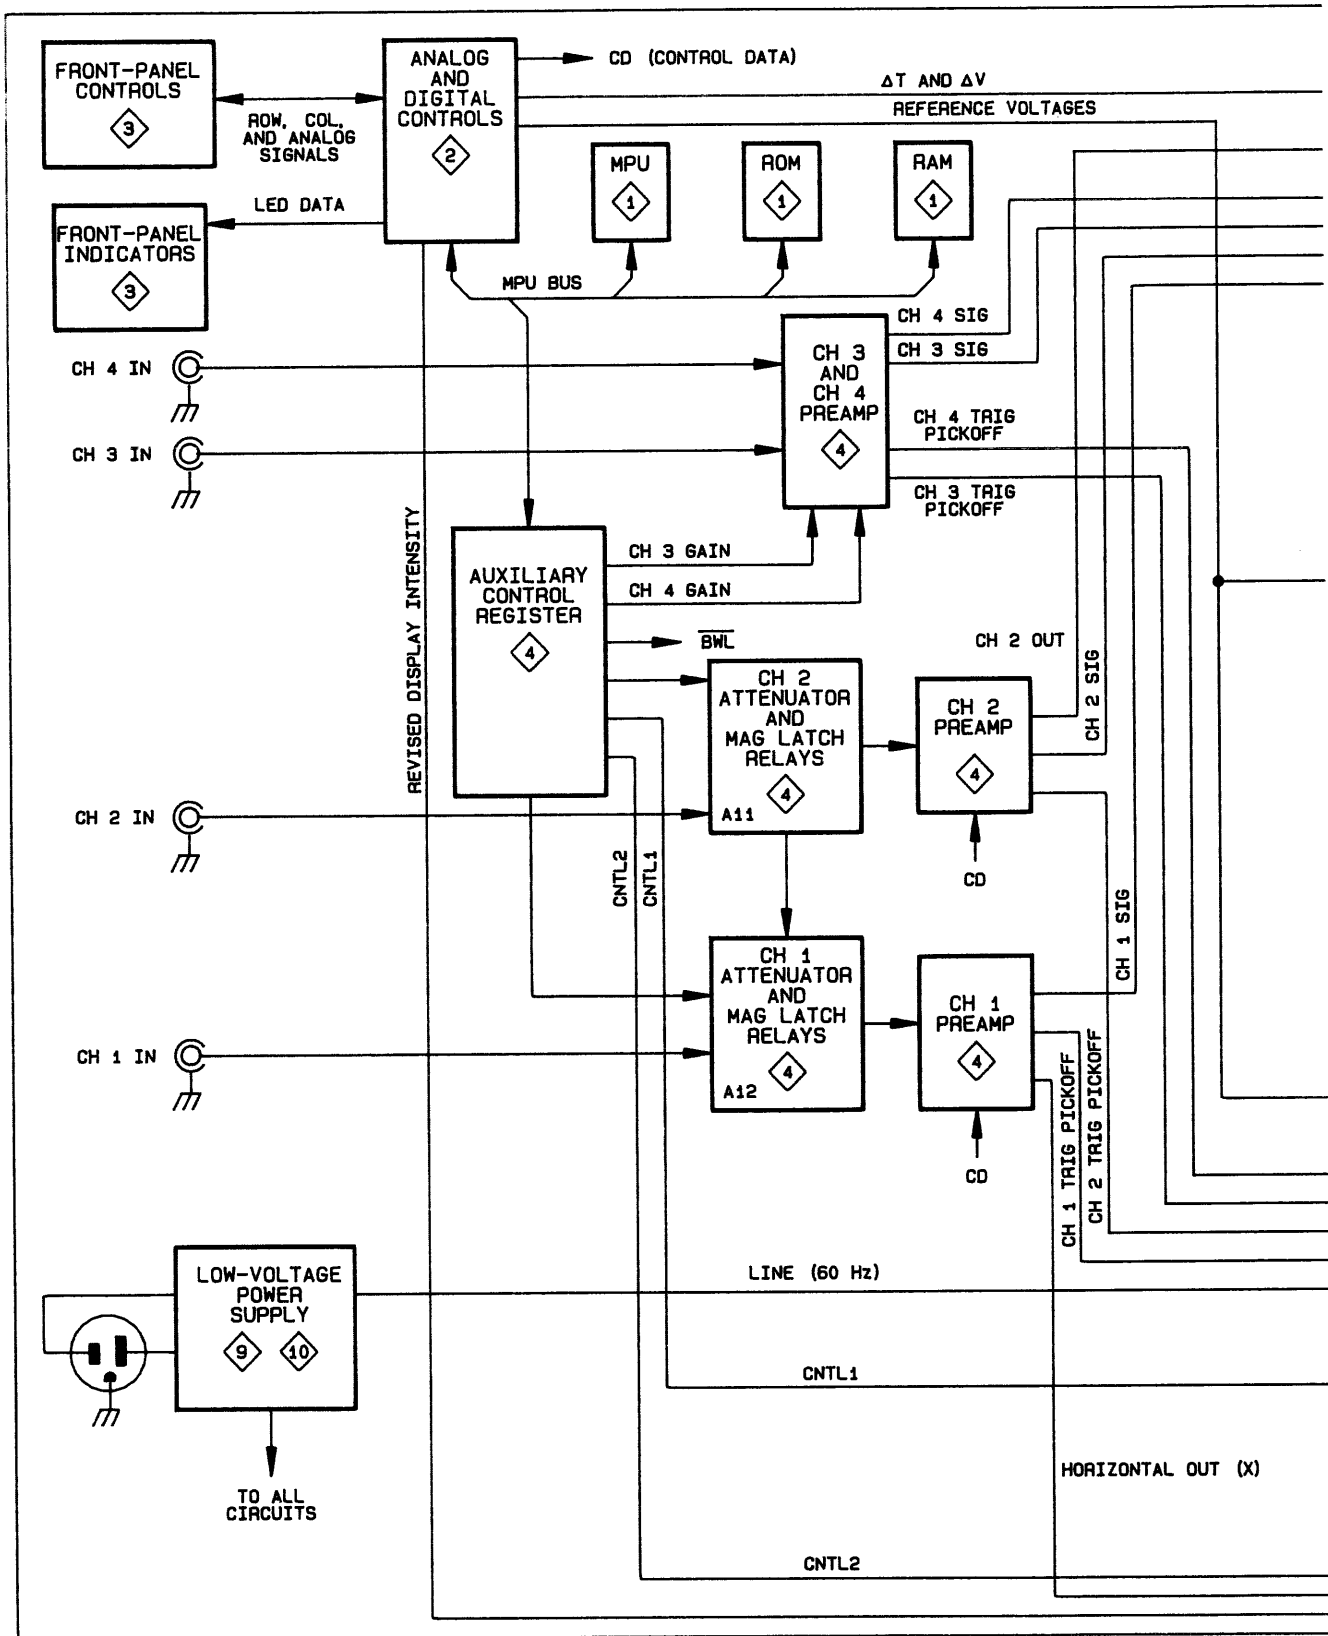 FRONT-PANEL
CONTROLS
3
ROW, COL,
AND ANALOG
SIGNALS
ANALOG
AND
DIGITAL
CONTROLS
2
CD (CONTROL DATA)
ΔT AND ΔV
REFERENCE VOLTAGES
MPU
1
ROM
1
RAM
1
LED DATA
FRONT-PANEL
INDICATORS
3
MPU BUS
CH 4 SIG
CH 3 SIG
CH 4 IN
CH 3
AND
CH 4
PREAMP
4
CH 4 TRIG
PICKOFF
CH 3 IN
CH 3 TRIG
PICKOFF
REVISED DISPLAY INTENSITY
AUXILIARY
CONTROL
REGISTER
4
CH 3 GAIN
CH 4 GAIN
B̅W̅L̅
CH 2 OUT
CH 2 SIG
CH 2
ATTENUATOR
AND
MAG LATCH
RELAYS
4
A11
CH 2
PREAMP
4
CD
CH 2 IN
CNTL2
CNTL1
CH 1 SIG
CH 1
ATTENUATOR
AND
MAG LATCH
RELAYS
4
A12
CH 1
PREAMP
4
CD
CH 1 IN
CH 1 TRIG PICKOFF
CH 2 TRIG PICKOFF
LOW-VOLTAGE
POWER
SUPPLY
9
10
LINE (60 Hz)
CNTL1
HORIZONTAL OUT (X)
TO ALL
CIRCUITS
CNTL2